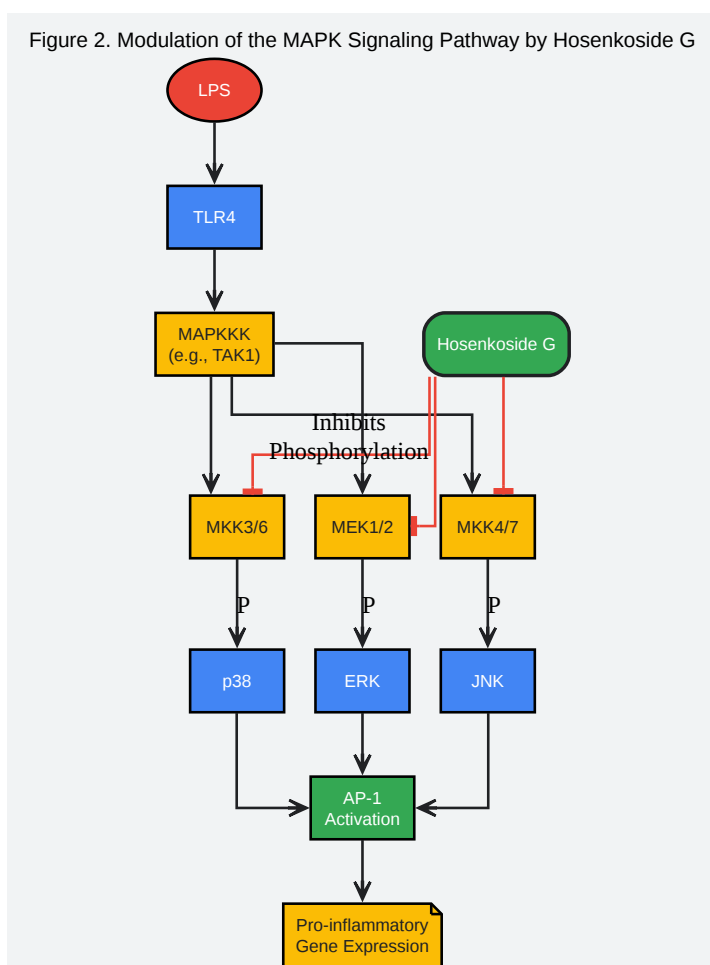 Figure 2. Modulation of the MAPK Signaling Pathway by Hosenkoside G
LPS
TLR4
MAPKKK
(e.g., TAK1)
Hosenkoside G
Inhibits
Phosphorylation
MKK3/6
MEK1/2
MKK4/7
P
P
P
p38
ERK
JNK
AP-1
Activation
Pro-inflammatory
Gene Expression